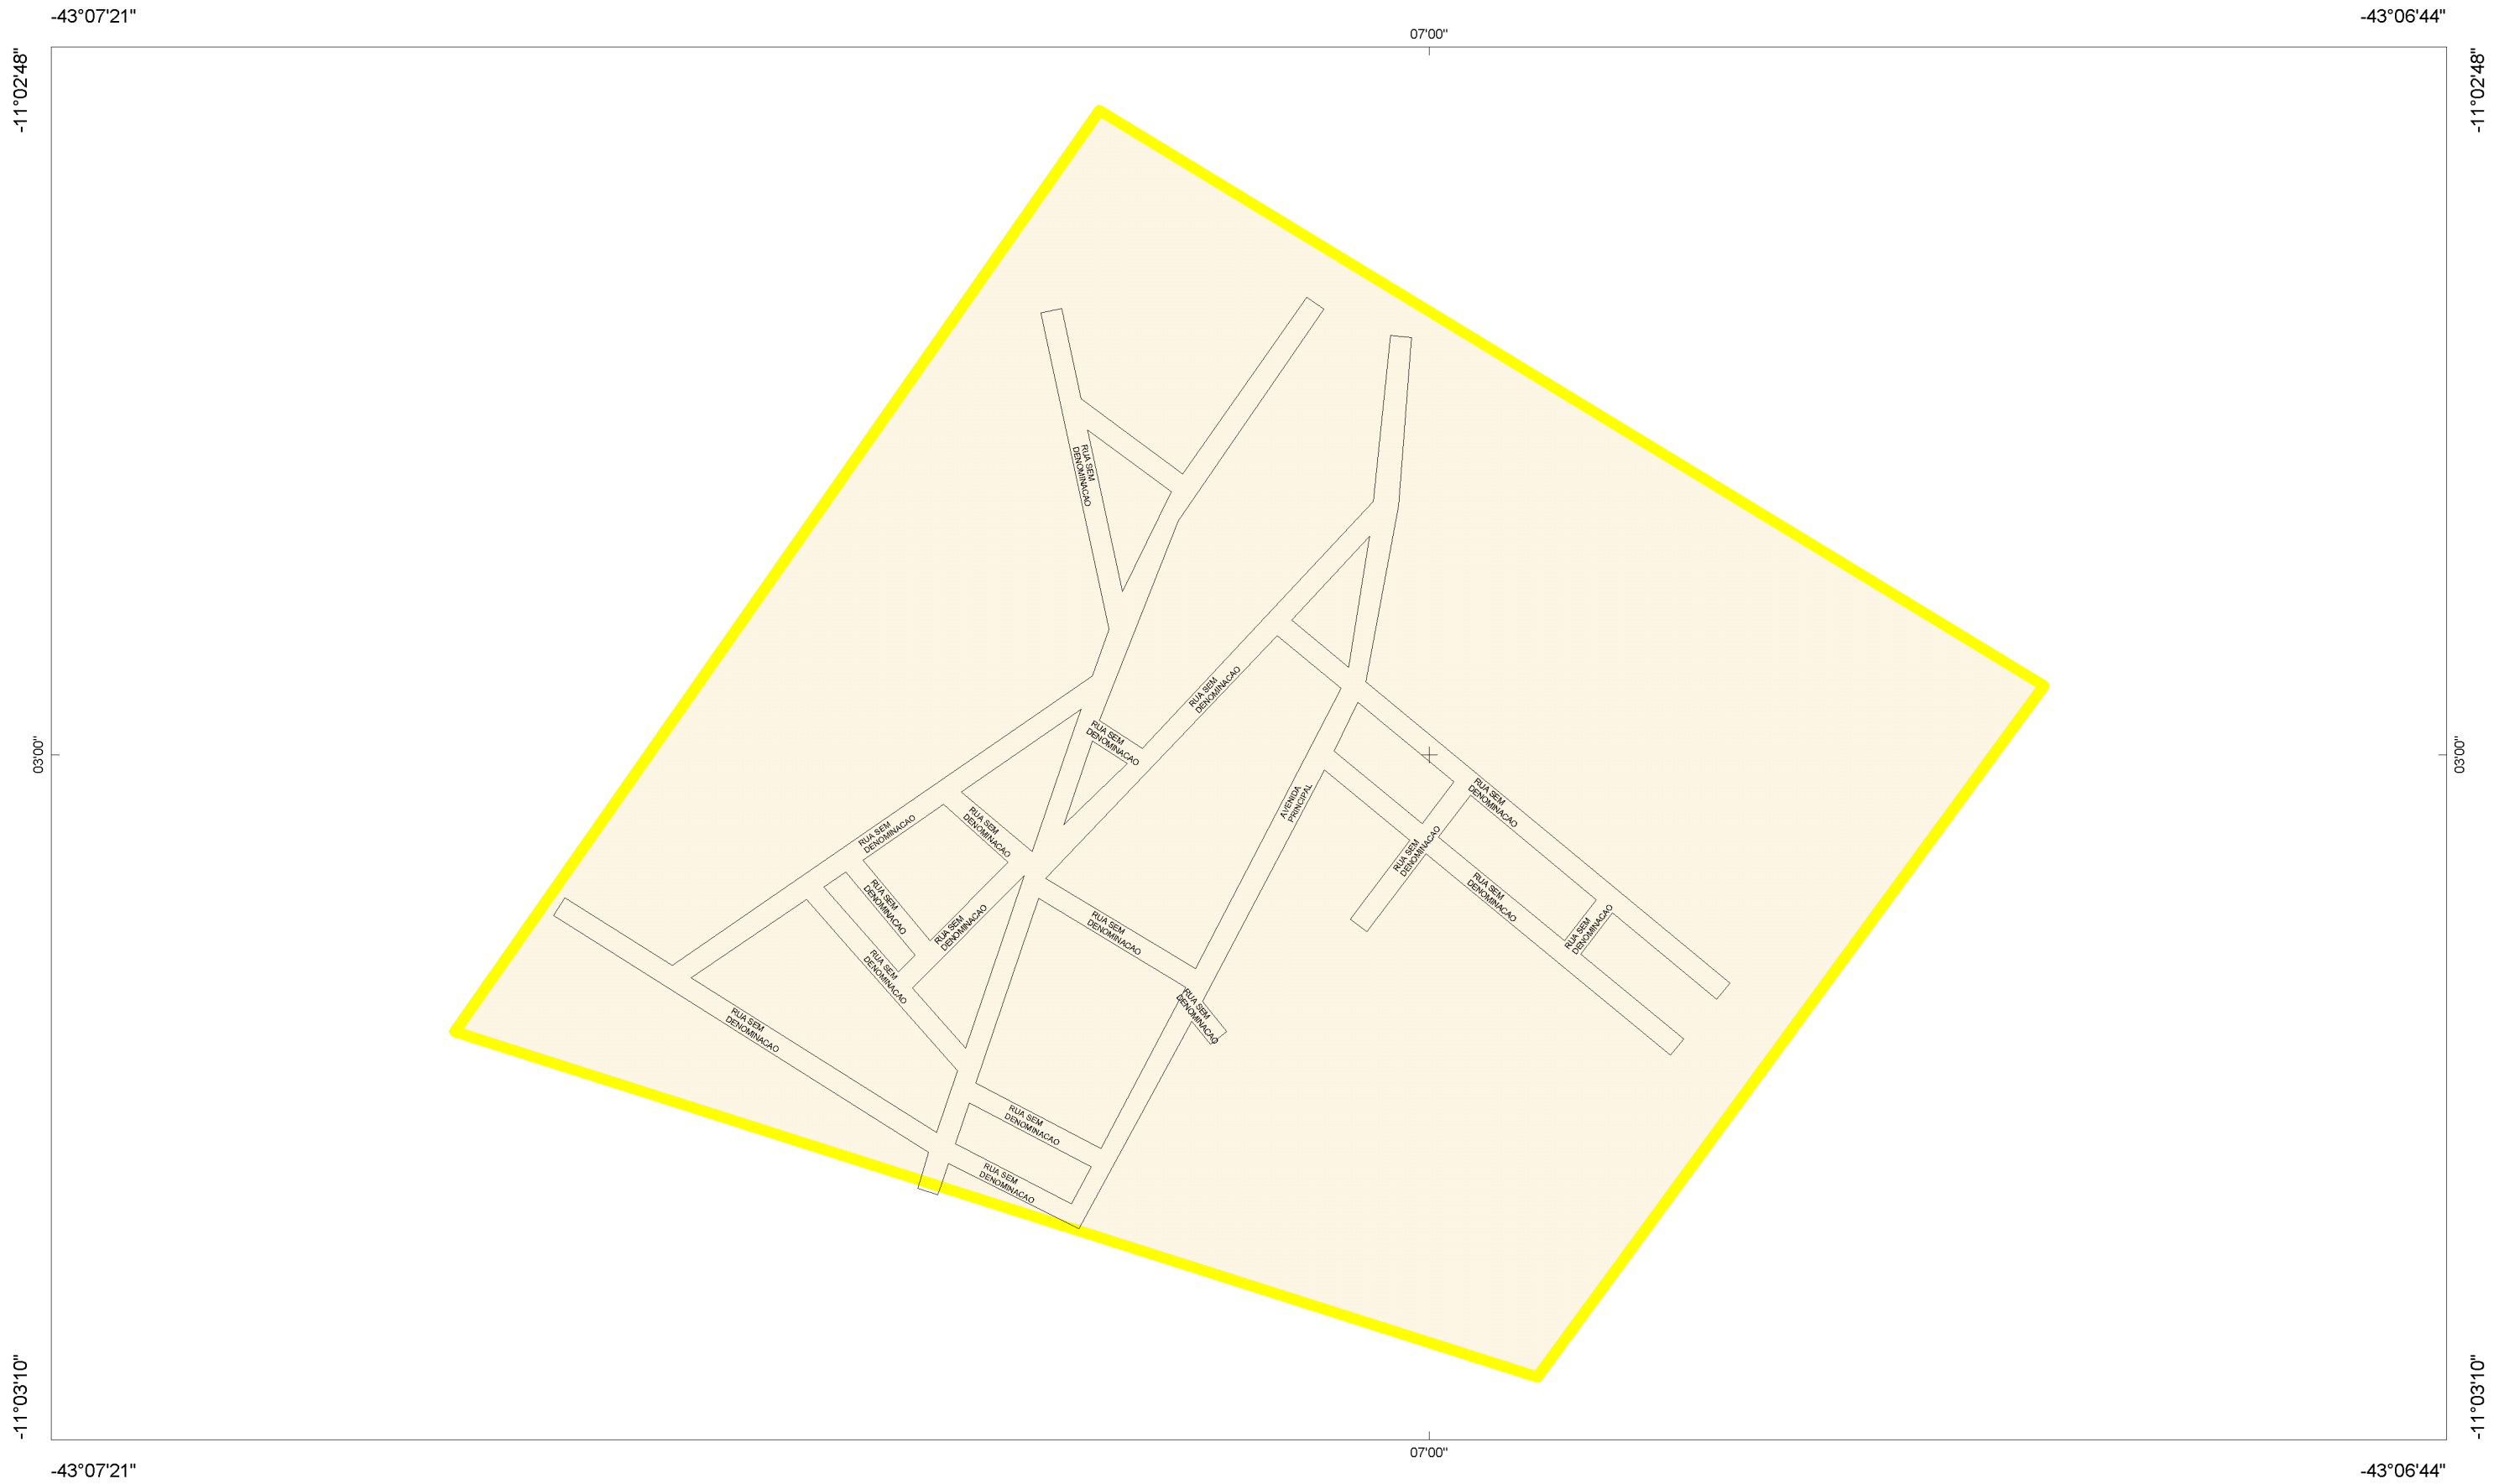 -43°07'21"
-43°06'44"
07'00"
-11°02'48"
-11°02'48"
RUA SEM
DENOMINACAO
RUA SEM
DENOMINACAO
RUA SEM
DENOMINACAO
03'00"
03'00"
AVENIDA
PRINCIPAL
RUA SEM
DENOMINACAO
RUA SEM
DENOMINACAO
RUA SEM
DENOMINACAO
RUA SEM
DENOMINACAO
RUA SEM
DENOMINACAO
RUA SEM
DENOMINACAO
RUA SEM
DENOMINACAO
RUA SEM
DENOMINACAO
RUA SEM
DENOMINACAO
RUA SEM
DENOMINACAO
RUA SEM
DENOMINACAO
RUA SEM
DENOMINACAO
RUA SEM
DENOMINACAO
RUA SEM
DENOMINACAO
RUA SEM
DENOMINACAO
-11°03'10"
-11°03'10"
07'00"
-43°07'21"
-43°06'44"